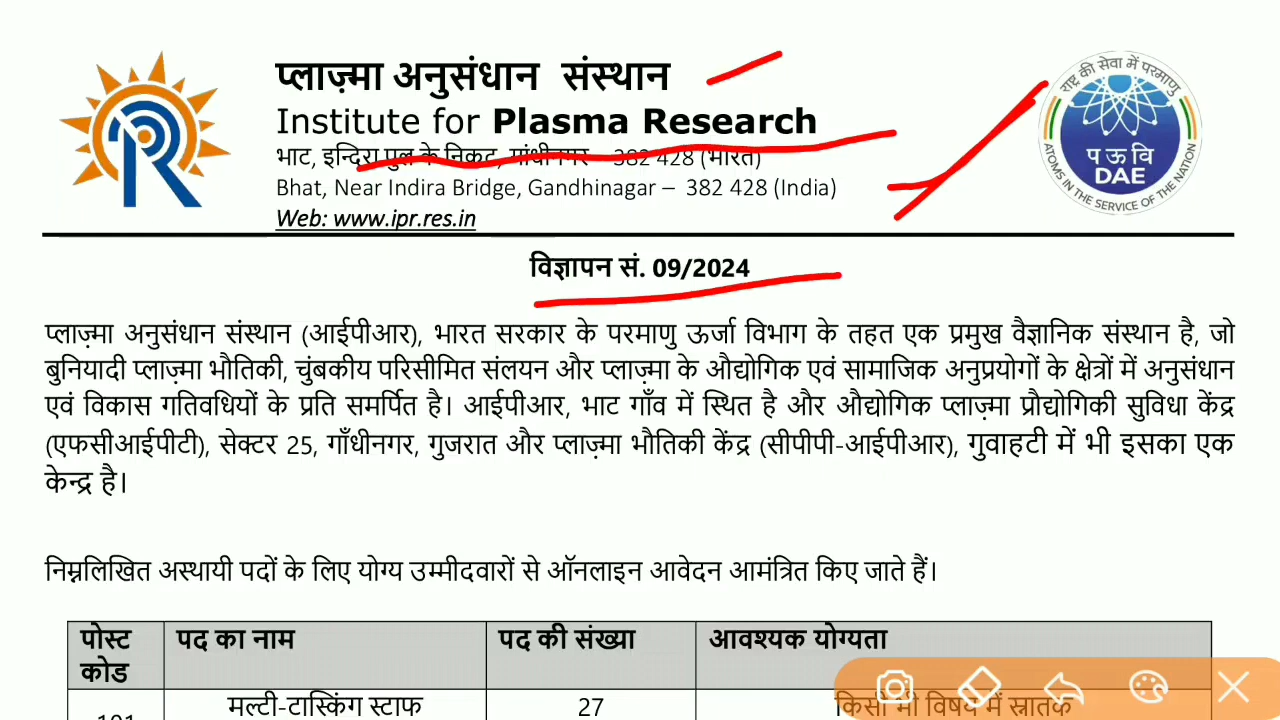 प्लाज़्मा अनुसंधान संस्थान
Institute for Plasma Research
भाट, इन्दिरा पुल के निकट, गांधीनगर – 382 428 (भारत)
Bhat, Near Indira Bridge, Gandhinagar – 382 428 (India)
Web: www.ipr.res.in
राष्ट्र की सेवा में परमाणु
प ऊ वि
DAE
ATOMS IN THE SERVICE OF THE NATION
विज्ञापन सं. 09/2024
प्लाज़्मा अनुसंधान संस्थान (आईपीआर), भारत सरकार के परमाणु ऊर्जा विभाग के तहत एक प्रमुख वैज्ञानिक संस्थान है, जो
बुनियादी प्लाज़्मा भौतिकी, चुंबकीय परिसीमित संलयन और प्लाज़्मा के औद्योगिक एवं सामाजिक अनुप्रयोगों के क्षेत्रों में अनुसंधान
एवं विकास गतिवधियों के प्रति समर्पित है। आईपीआर, भाट गाँव में स्थित है और औद्योगिक प्लाज़्मा प्रौद्योगिकी सुविधा केंद्र
(एफसीआईपीटी), सेक्टर 25, गाँधीनगर, गुजरात और प्लाज़्मा भौतिकी केंद्र (सीपीपी-आईपीआर), गुवाहटी में भी इसका एक
केन्द्र है।
निम्नलिखित अस्थायी पदों के लिए योग्य उम्मीदवारों से ऑनलाइन आवेदन आमंत्रित किए जाते हैं।
पोस्ट कोड पद का नाम पद की संख्या आवश्यक योग्यता
मल्टी-टास्किंग स्टाफ 27 किसी भी विषय में स्नातक